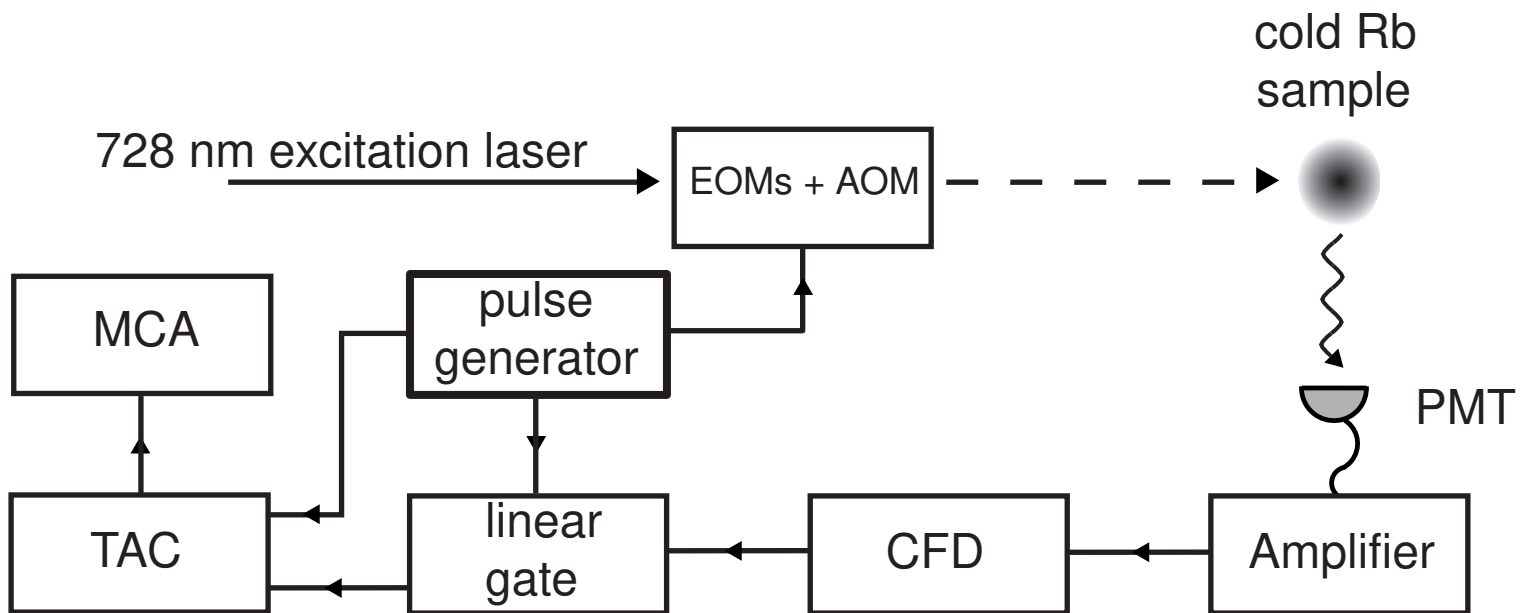 cold Rb
sample
728 nm excitation laser
EOMs + AOM
pulse
generator
MCA
PMT
TAC
linear
gate
CFD
Amplifier